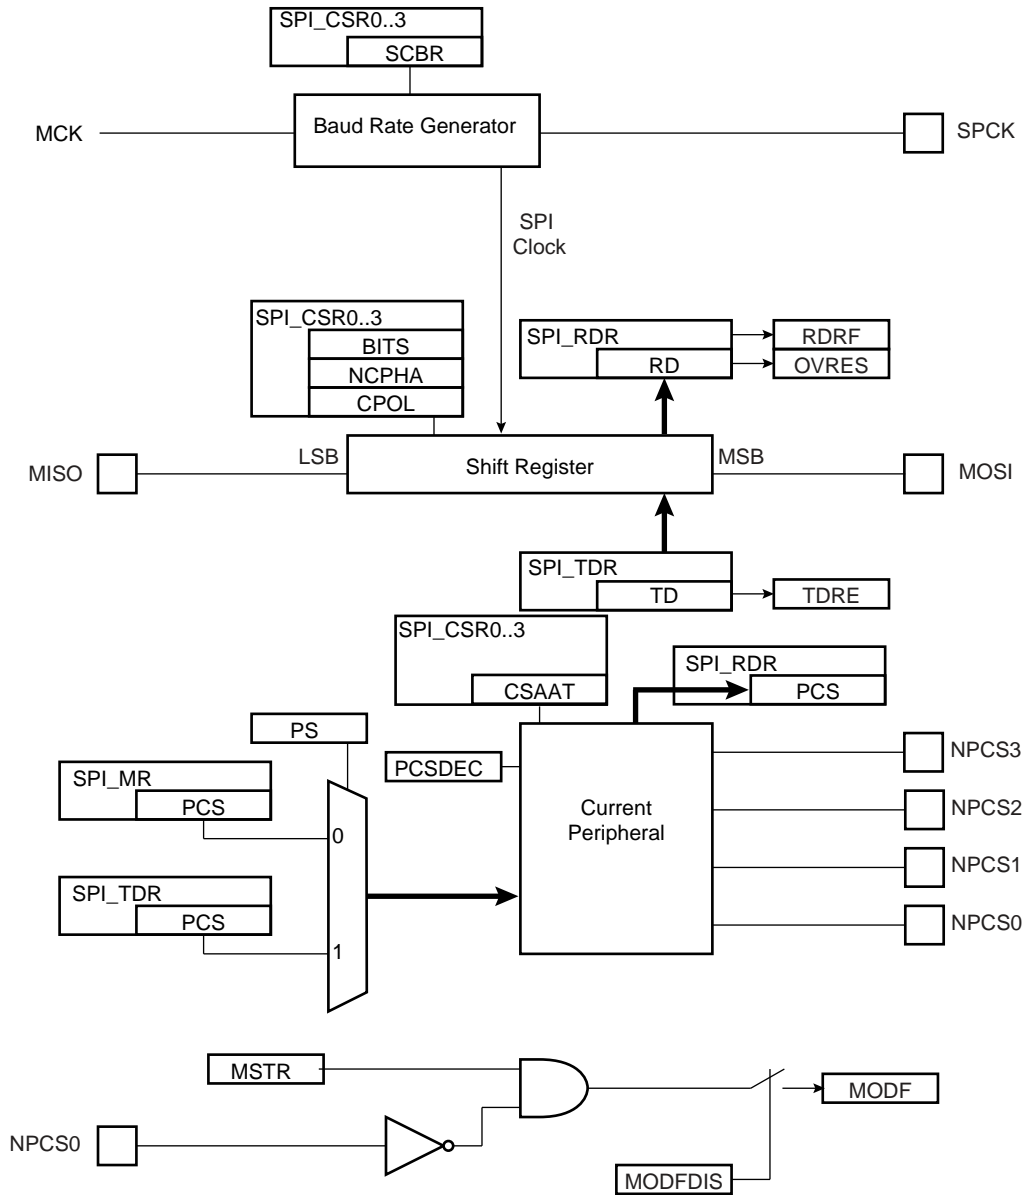 SPI_CSR0..3
SCBR
MCK
Baud Rate Generator
SPCK
SPI
Clock
SPI_CSR0..3
BITS
NCPHA
CPOL
SPI_RDR
RD
RDRF
OVRES
MISO
LSB
Shift Register
MSB
MOSI
SPI_TDR
TD
TDRE
SPI_CSR0..3
CSAAT
SPI_RDR
PCS
PS
PCSDEC
SPI_MR
PCS
0
SPI_TDR
PCS
1
Current
Peripheral
NPCS3
NPCS2
NPCS1
NPCS0
MSTR
MODF
NPCS0
MODFDIS